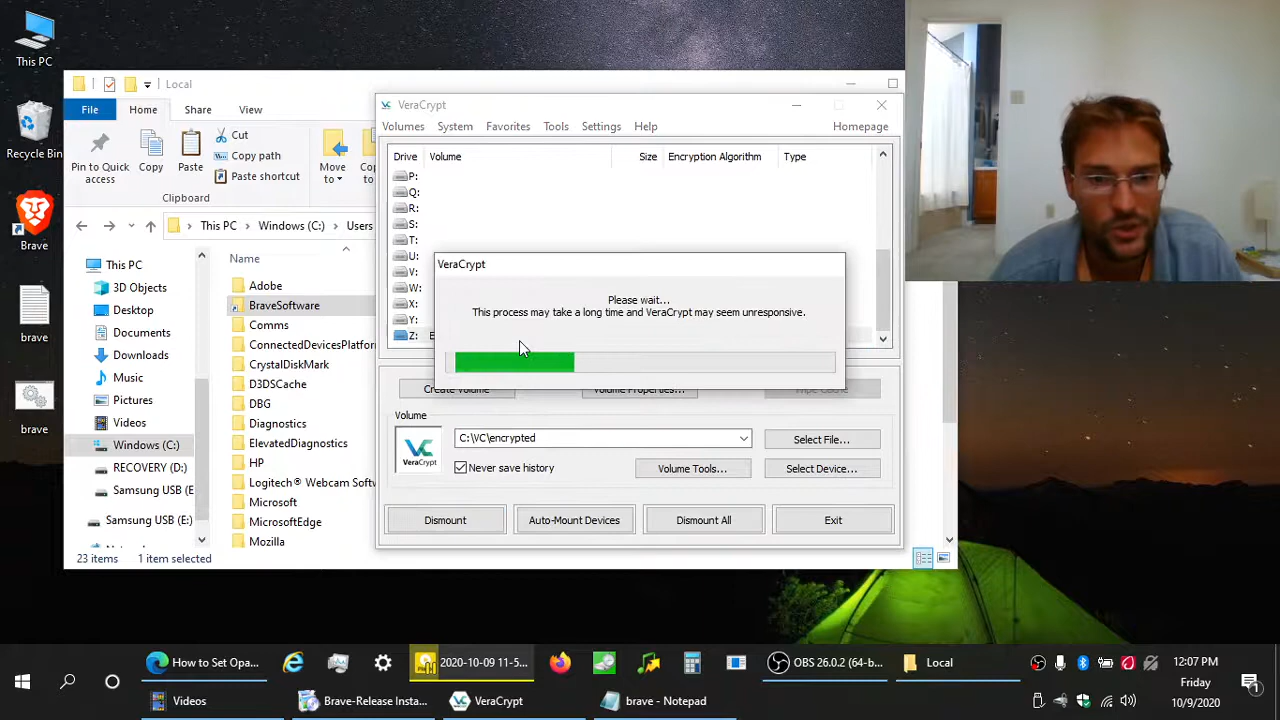 This PC
Recycle Bin
Brave
brave
brave
Local
File
Home
Share
View
Pin to Quick
access
Copy
Paste
Cut
Copy path
Paste shortcut
Move
to
Clipboard
This PC
Windows (C:)
Users
This PC
3D Objects
Desktop
Documents
Downloads
Music
Pictures
Videos
Windows (C:)
RECOVERY (D:)
Samsung USB (E
Samsung USB (E:)
Name
Adobe
BraveSoftware
Comms
ConnectedDevicesPlatfor
CrystalDiskMark
D3DSCache
DBG
Diagnostics
ElevatedDiagnostics
HP
Logitech® Webcam Softw
Microsoft
MicrosoftEdge
Mozilla
23 items
1 item selected
VeraCrypt
Volumes
System
Favorites
Tools
Settings
Help
Homepage
Drive
Volume
Size
Encryption Algorithm
Type
P:
Q:
R:
S:
T:
U:
V:
W:
X:
Y:
Z:
VeraCrypt
Please wait...
This process may take a long time and VeraCrypt may seem unresponsive.
Create Volume
Volume Properties...
Wipe Cache
Volume
VeraCrypt
C:\VC\encrypted
Select File...
Never save history
Volume Tools...
Select Device...
Dismount
Auto-Mount Devices
Dismount All
Exit
How to Set Opa...
2020-10-09 11-5...
OBS 26.0.2 (64-b...
Local
12:07 PM
Friday
10/9/2020
Videos
Brave-Release Insta...
VeraCrypt
brave - Notepad